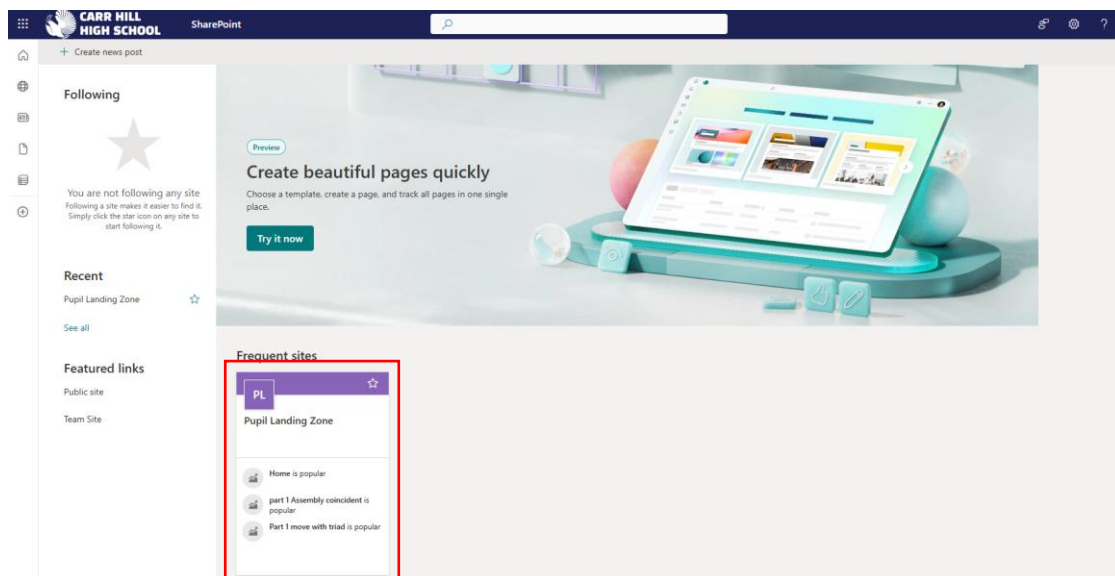 CARR HILL
HIGH SCHOOL
SharePoint
?
+ Create news post
Following
You are not following any site
Following a site makes it easier to find it.
Simply click the star icon on any site to
start following it.
Recent
Pupil Landing Zone
See all
Featured links
Public site
Team Site
Preview
Create beautiful pages quickly
Choose a template, create a page, and track all pages in one single
place.
Try it now
Frequent sites
PL
Pupil Landing Zone
Home is popular
part 1 Assembly coincident is
popular
Part 1 move with triad is popular